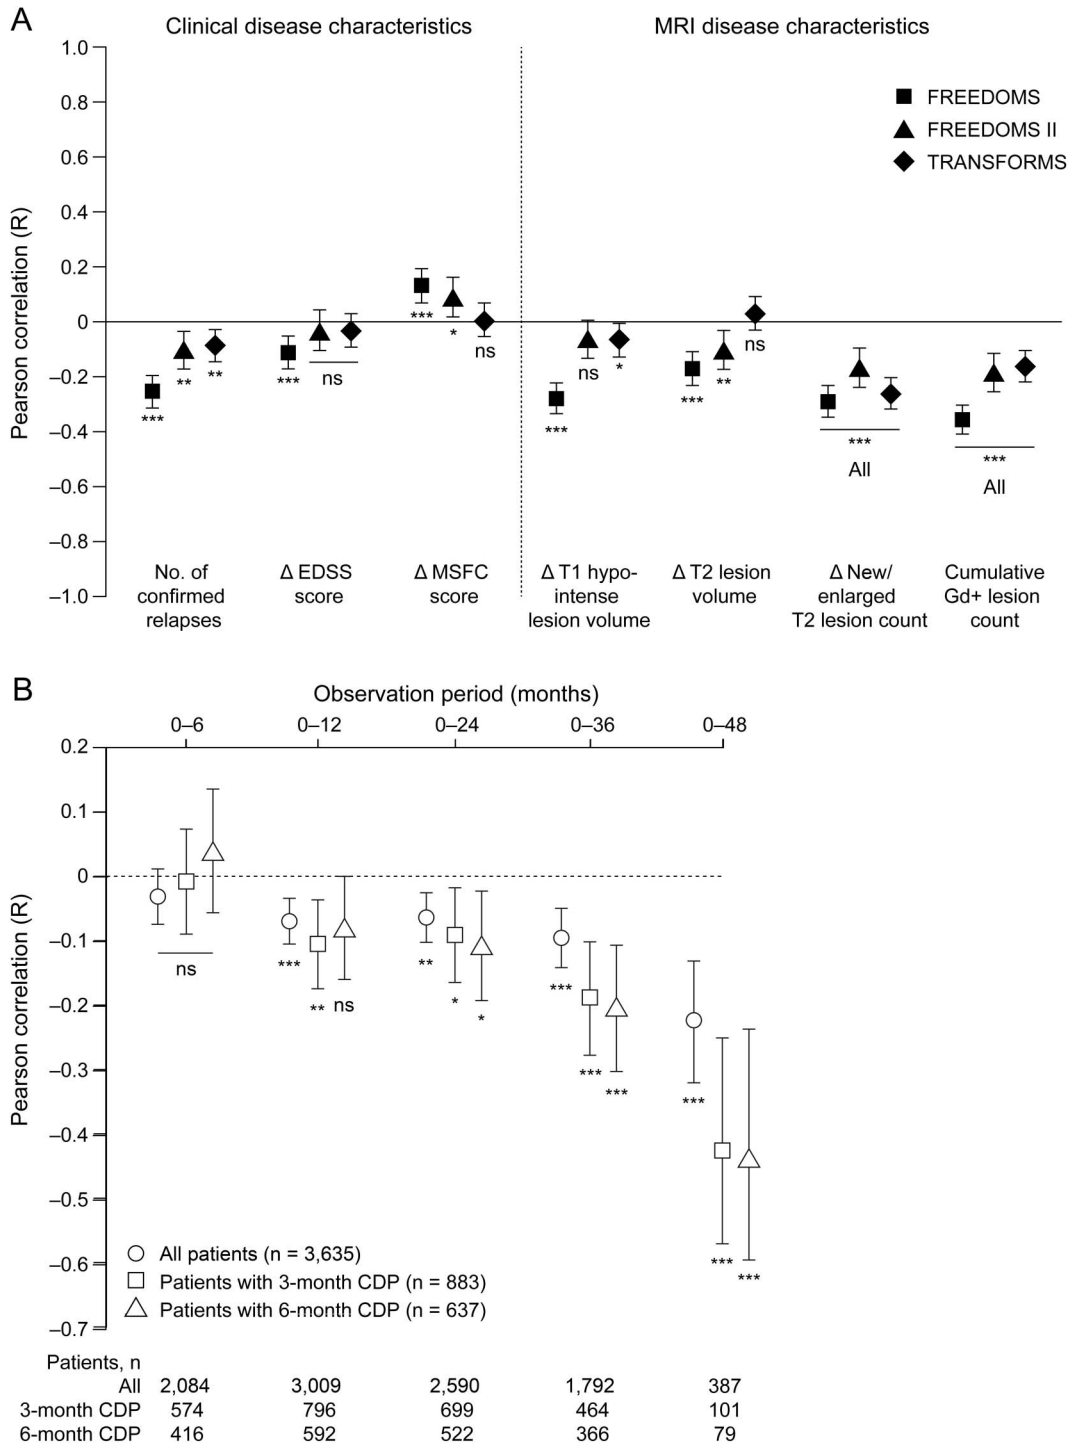 A
Clinical disease characteristics
MRI disease characteristics
Pearson correlation (R)
1.0
0.8
0.6
0.4
0.2
0
–0.2
–0.4
–0.6
–0.8
–1.0
FREEDOMS
FREEDOMS II
TRANSFORMS
***
**
**
***
ns
***
*
ns
***
ns
*
***
**
ns
***
All
***
All
No. of
confirmed
relapses
Δ EDSS
score
Δ MSFC
score
Δ T1 hypo-
intense
lesion volume
Δ T2 lesion
volume
Δ New/
enlarged
T2 lesion count
Cumulative
Gd+ lesion
count
B
Observation period (months)
0–6 0–12 0–24 0–36 0–48
Pearson correlation (R)
0.2
0.1
0
–0.1
–0.2
–0.3
–0.4
–0.5
–0.6
–0.7
ns
***
**
ns
**
*
*
***
***
***
***
***
***
All patients (n = 3,635)
Patients with 3-month CDP (n = 883)
Patients with 6-month CDP (n = 637)
Patients, n
All 2,084 3,009 2,590 1,792 387
3-month CDP 574 796 699 464 101
6-month CDP 416 592 522 366 79